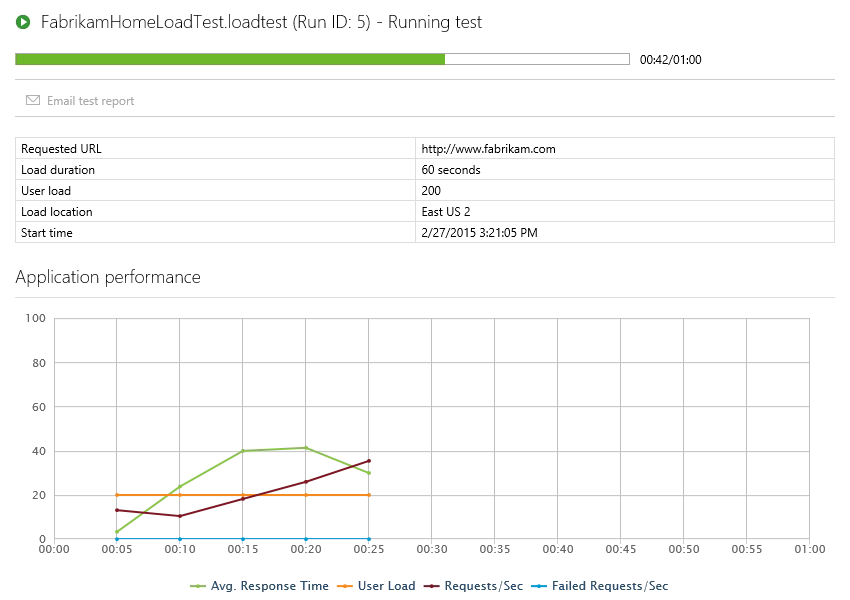 FabrikamHomeLoadTest.loadtest (Run ID: 5) - Running test
00:42/01:00
Email test report
Requested URL http://www.fabrikam.com
Load duration 60 seconds
User load 200
Load location East US 2
Start time 2/27/2015 3:21:05 PM
Application performance
100
80
60
40
20
0
00:00 00:05 00:10 00:15 00:20 00:25 00:30 00:35 00:40 00:45 00:50 00:55 01:00
Avg. Response Time User Load Requests/Sec Failed Requests/Sec